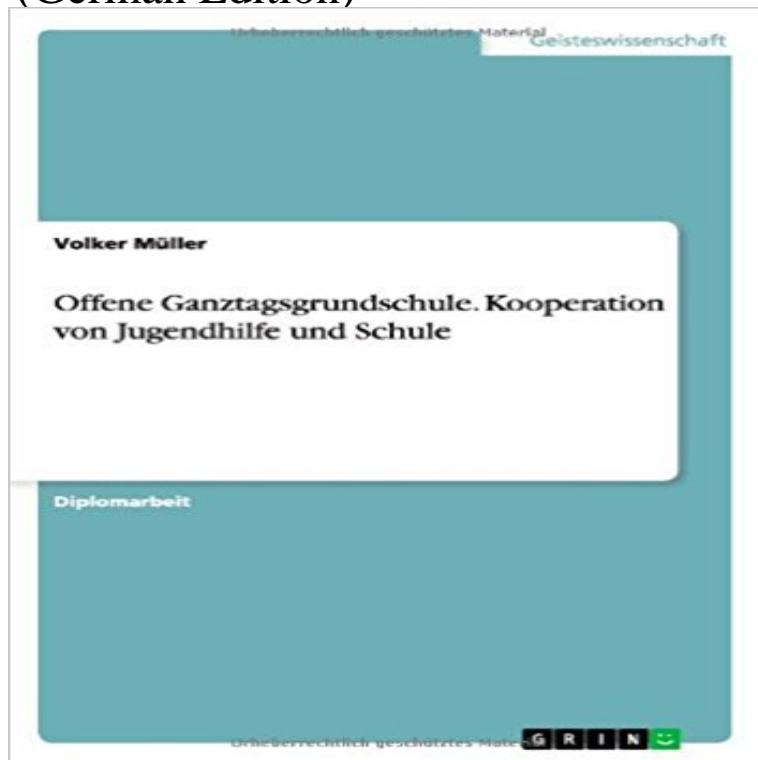 (German Edition)
Urheberrechtlich geschütztes Material
Geisteswissenschaft
Volker Müller
Offene Ganztagsgrundschule. Kooperation
von Jugendhilfe und Schule
Diplomarbeit
Urheberrechtlich geschütztes Mate
GRIN